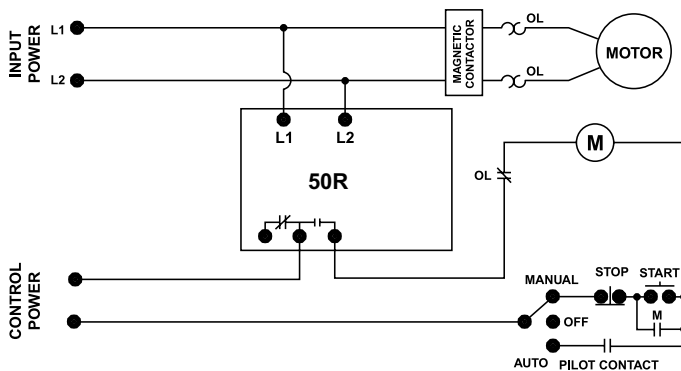 INPUT
POWER
L1
L2
MAGNETIC
CONTACTOR
OL
OL
MOTOR
L1 L2
50R
OL
M
CONTROL
POWER
MANUAL
STOP
START
OFF
M
AUTO
PILOT CONTACT